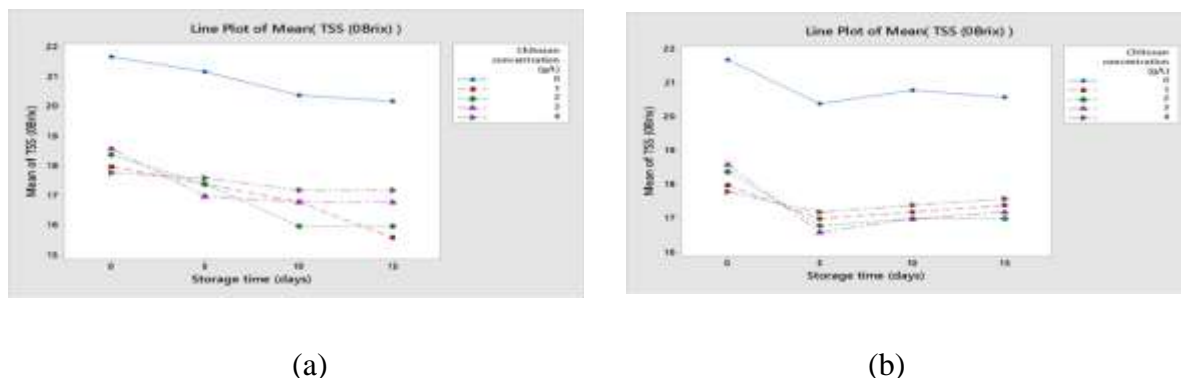 Line Plot of Mean( TSS (0Brix) )
Mean of TSS (0Brix)
22
21
20
19
18
17
16
15
0
5
10
15
Storage time (days)
Chitosan
concentration
(g/L)
0
1
2
3
4
(a)
Line Plot of Mean( TSS (0Brix) )
Mean of TSS (0Brix)
22
21
20
19
18
17
16
0
5
10
15
Storage time (days)
Chitosan
concentration
(g/L)
0
1
2
3
4
(b)